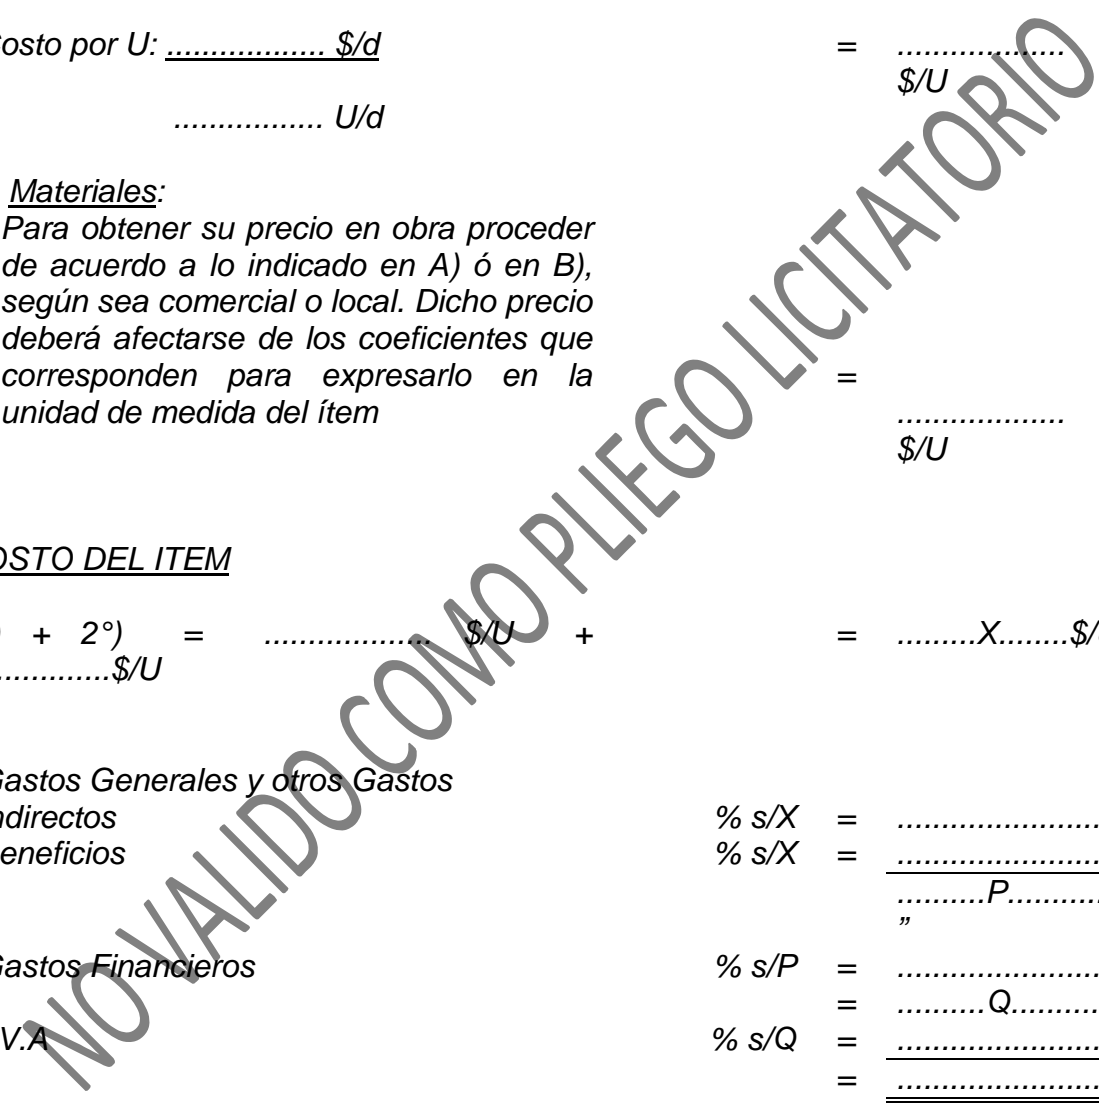 osto por U: .................. $/d = ...................
$/U
................. U/d
Materiales:
Para obtener su precio en obra proceder
de acuerdo a lo indicado en A) ó en B),
según sea comercial o local. Dicho precio
deberá afectarse de los coeficientes que
corresponden para expresarlo en la =
unidad de medida del ítem ...................
$/U
OSTO DEL ITEM
+ 2°) = ................... $/U + = .........X........$/
.............$/U
Gastos Generales y otros Gastos
ndirectos % s/X = .......................
eneficios % s/X = .......................
..........P...........
”
Gastos Financieros % s/P = .......................
= ..........Q..........
V.A % s/Q = .......................
= .......................
NO VALIDO COMO PLIEGO LICITATORIO